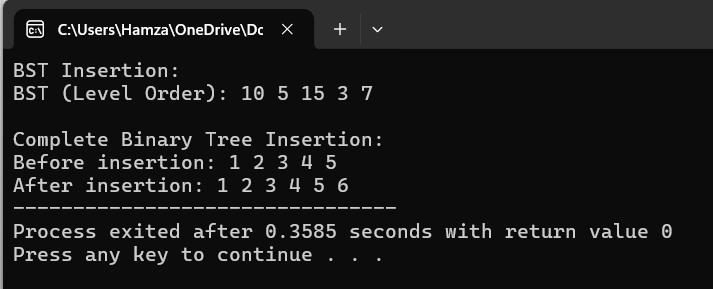 C:\Users\Hamza\OneDrive\Dc
BST Insertion:
BST (Level Order): 10 5 15 3 7
Complete Binary Tree Insertion:
Before insertion: 1 2 3 4 5
After insertion: 1 2 3 4 5 6
--------------------------------
Process exited after 0.3585 seconds with return value 0
Press any key to continue . . .